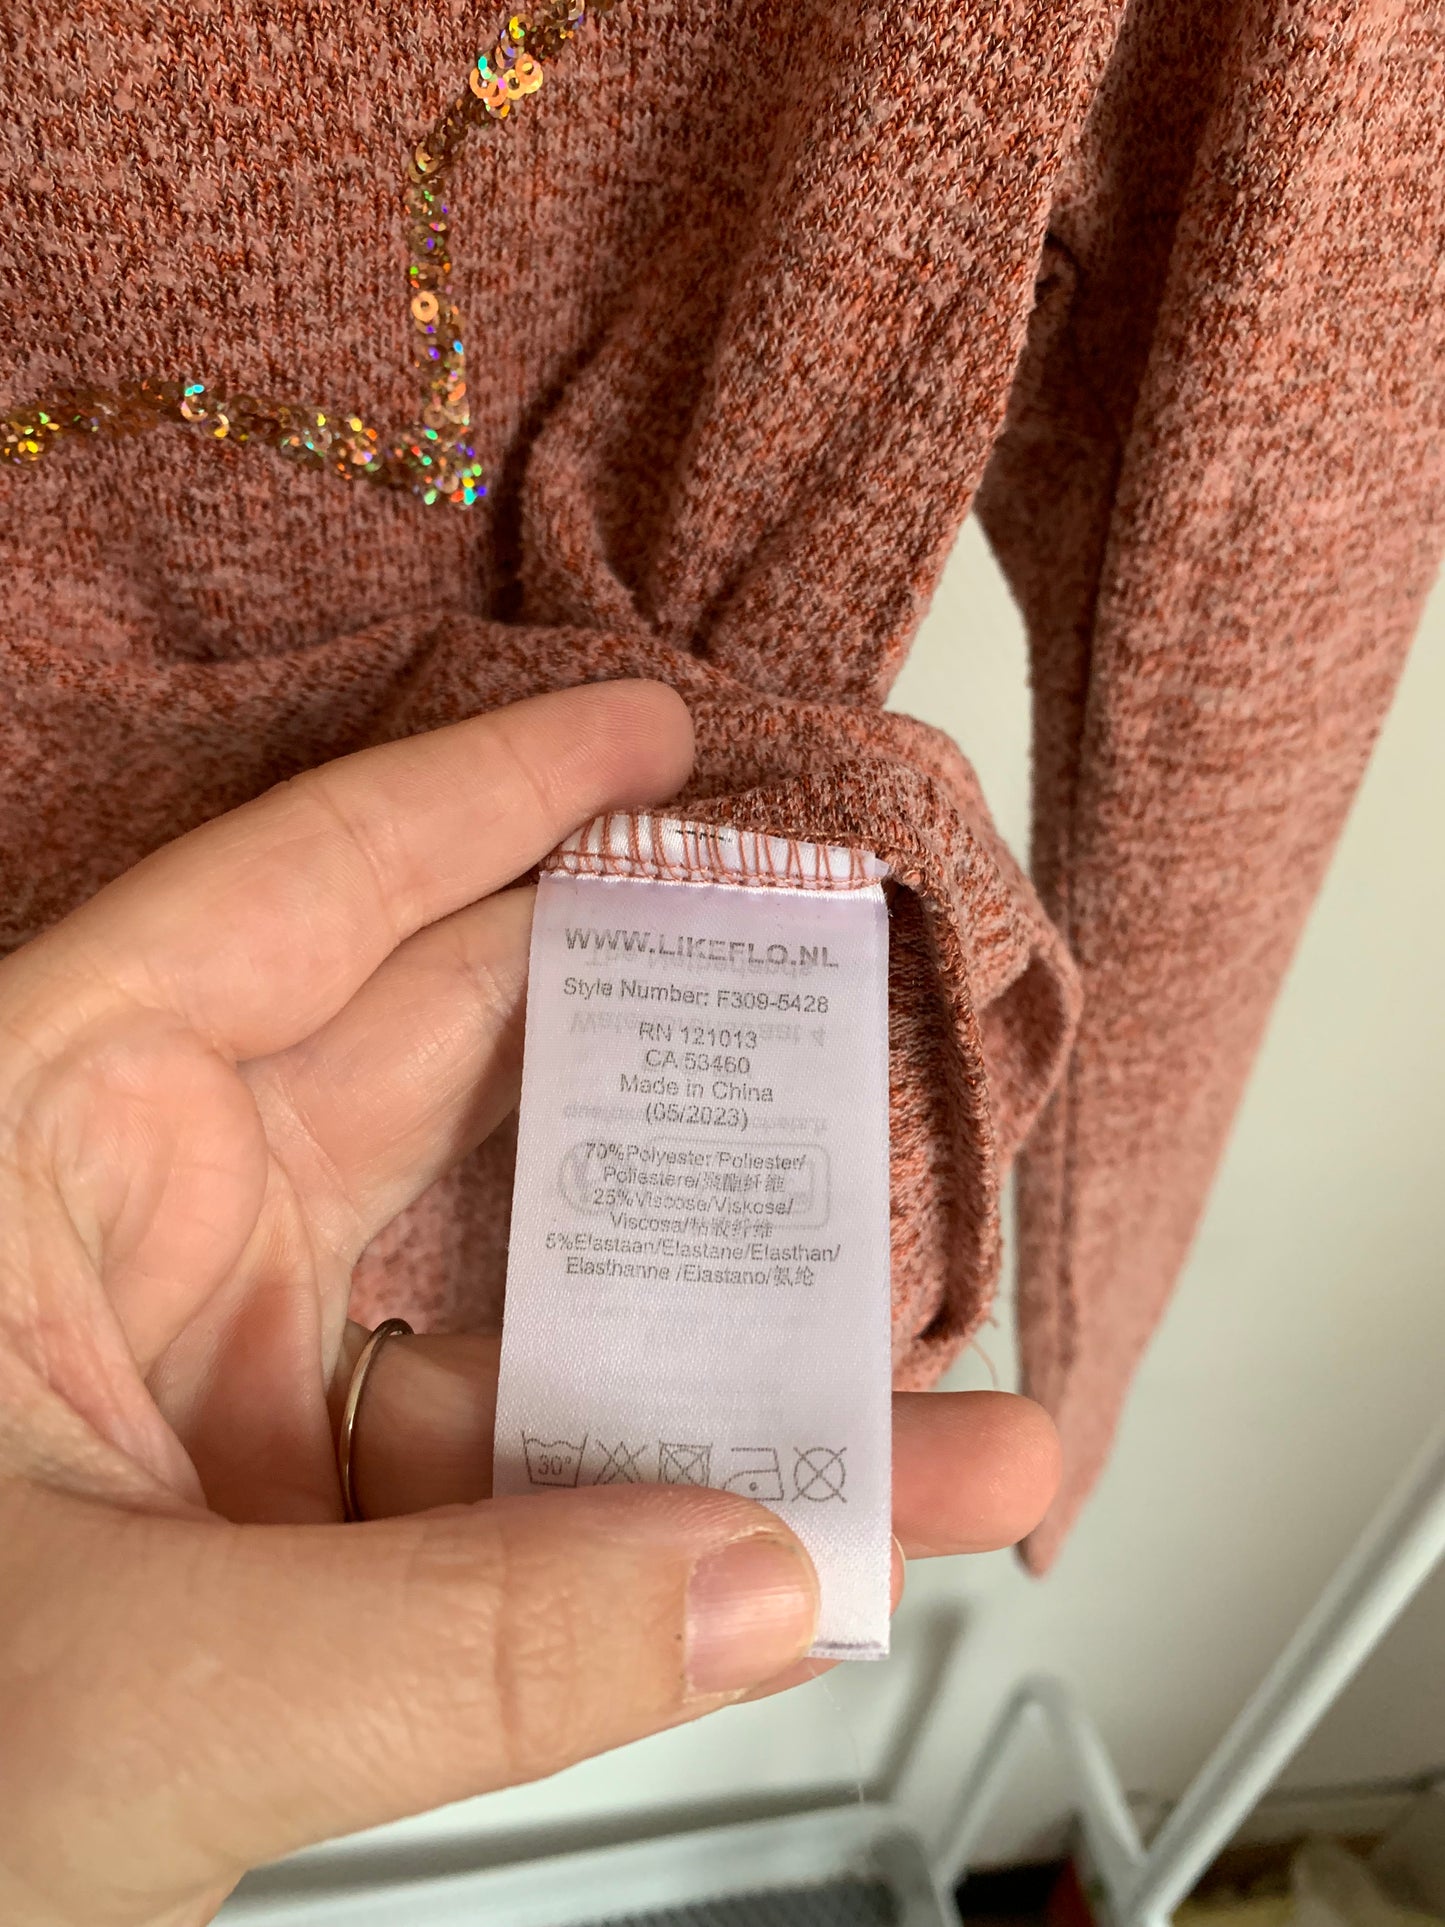 WWW.LIKEFLO.NL
Style Number: F309-5428
RN 121013
CA 53460
Made in China
(05/2023)
70%Polyester/Poliester/
Poliestere/聚酯纤维
25%Viscose/Viskose/
Viscosa/粘胶纤维
5%Elastaan/Elastane/Elasthan/
Elasthanne /Elastano/氨纶
30°